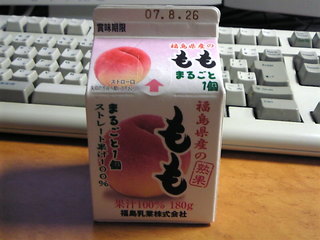 07.8.26
賞味期限
福島県産の
もも
まるごと
1個
ストロー口
福島県産の
熟果
もも
まるごと1個
ストレート果汁100%
果汁100% 180g
福島乳業株式会社